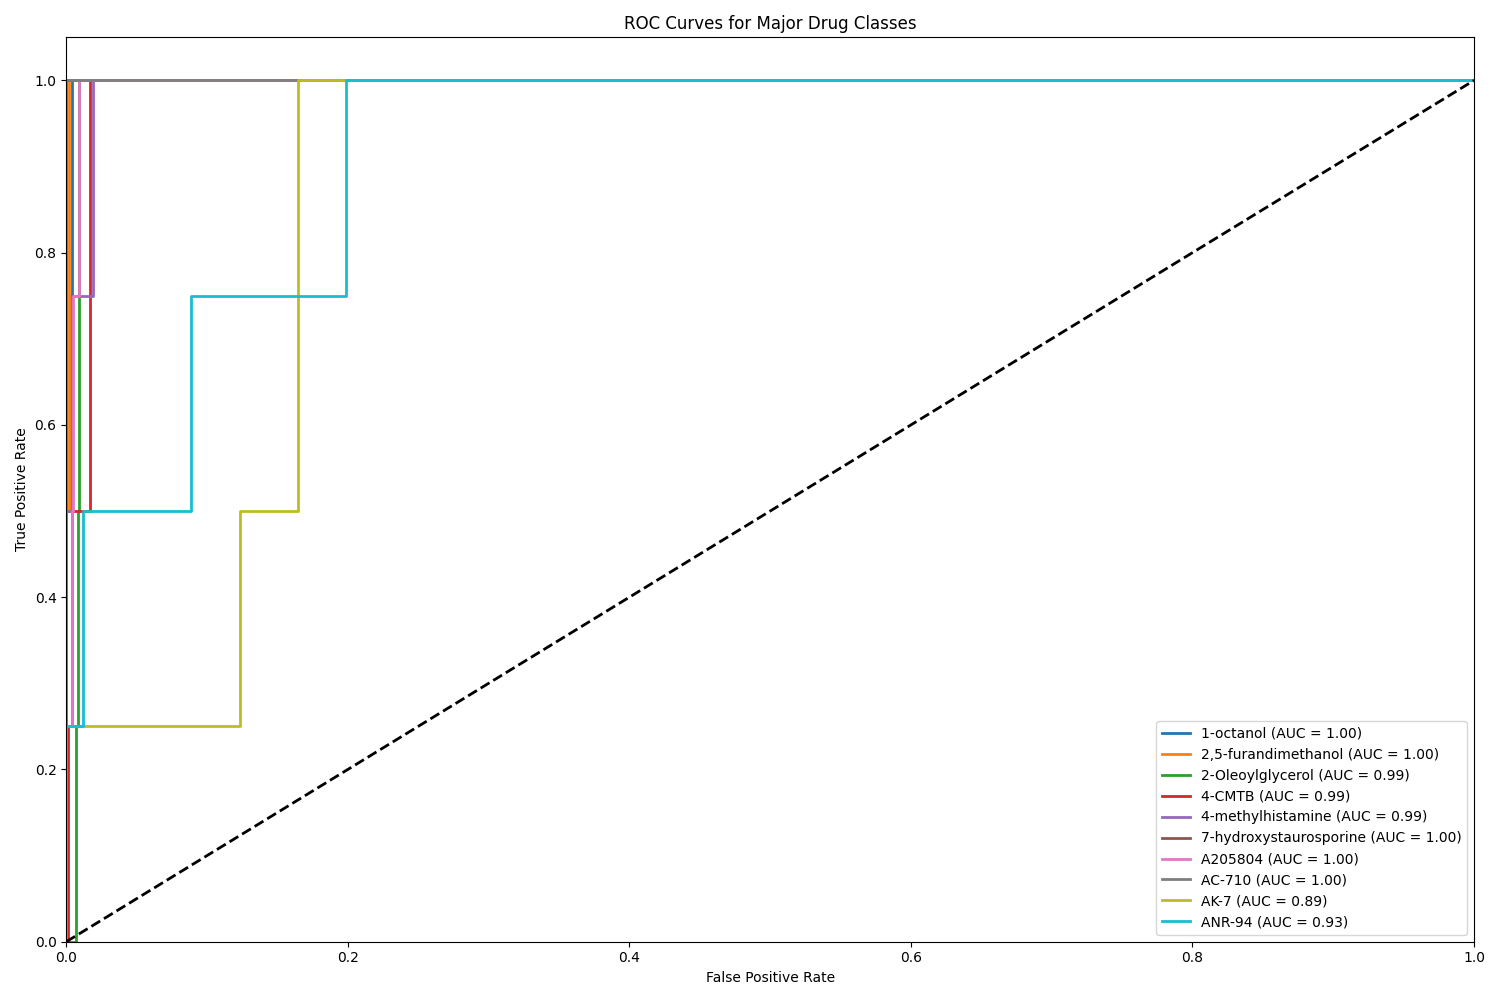 ROC Curves for Major Drug Classes
1.0
0.8
0.6
0.4
0.2
0.0
True Positive Rate
0.0 0.2 0.4 0.6 0.8 1.0
False Positive Rate
1-octanol (AUC = 1.00)
2,5-furandimethanol (AUC = 1.00)
2-Oleoylglycerol (AUC = 0.99)
4-CMTB (AUC = 0.99)
4-methylhistamine (AUC = 0.99)
7-hydroxystaurosporine (AUC = 1.00)
A205804 (AUC = 1.00)
AC-710 (AUC = 1.00)
AK-7 (AUC = 0.89)
ANR-94 (AUC = 0.93)